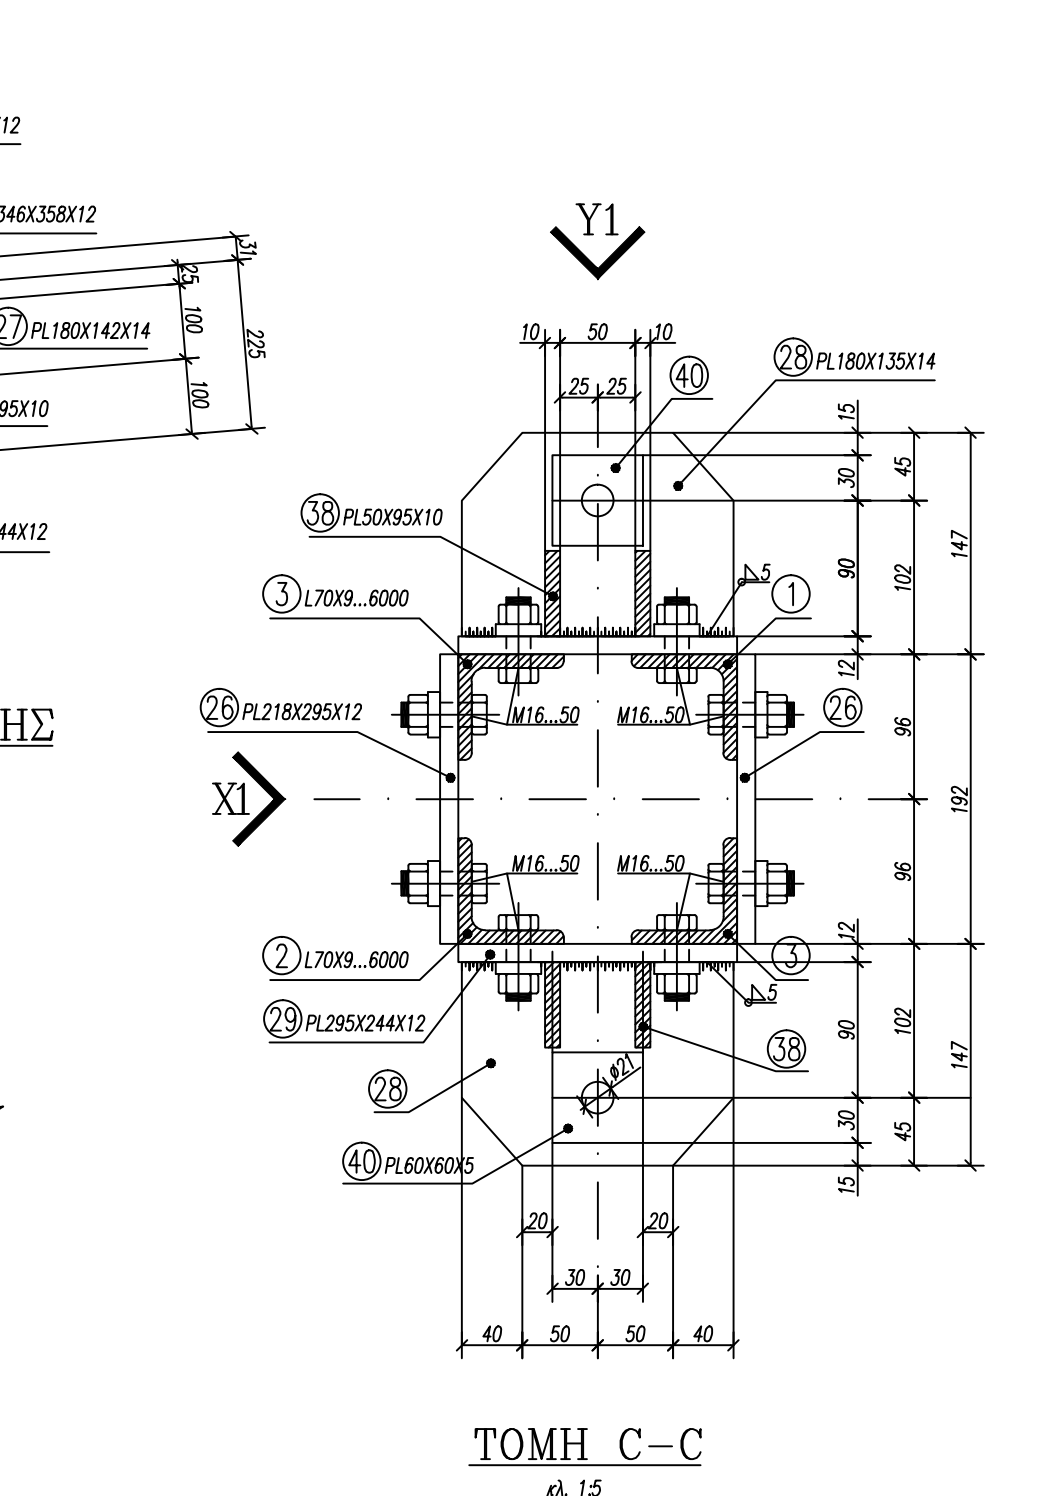 X12
346X358X12
31
25
100
225
27 PL180X142X14
100
95X10
44X12
ΗΣ
Y1
10 50 10
25 25
40
28 PL180X135X14
15
30
45
38 PL50X95X10
147
90
102
5
3 L70X9...6000
1
12
26 PL218X295X12
M16...50
M16...50
26
96
X1
192
M16...50
M16...50
96
12
2 L70X9...6000
3
5
29 PL295X244X12
90
102
38
147
ø21
28
30
45
40 PL60X60X5
15
20 20
30 30
40 50 50 40
ΤΟΜΗ C-C
κλ. 1:5